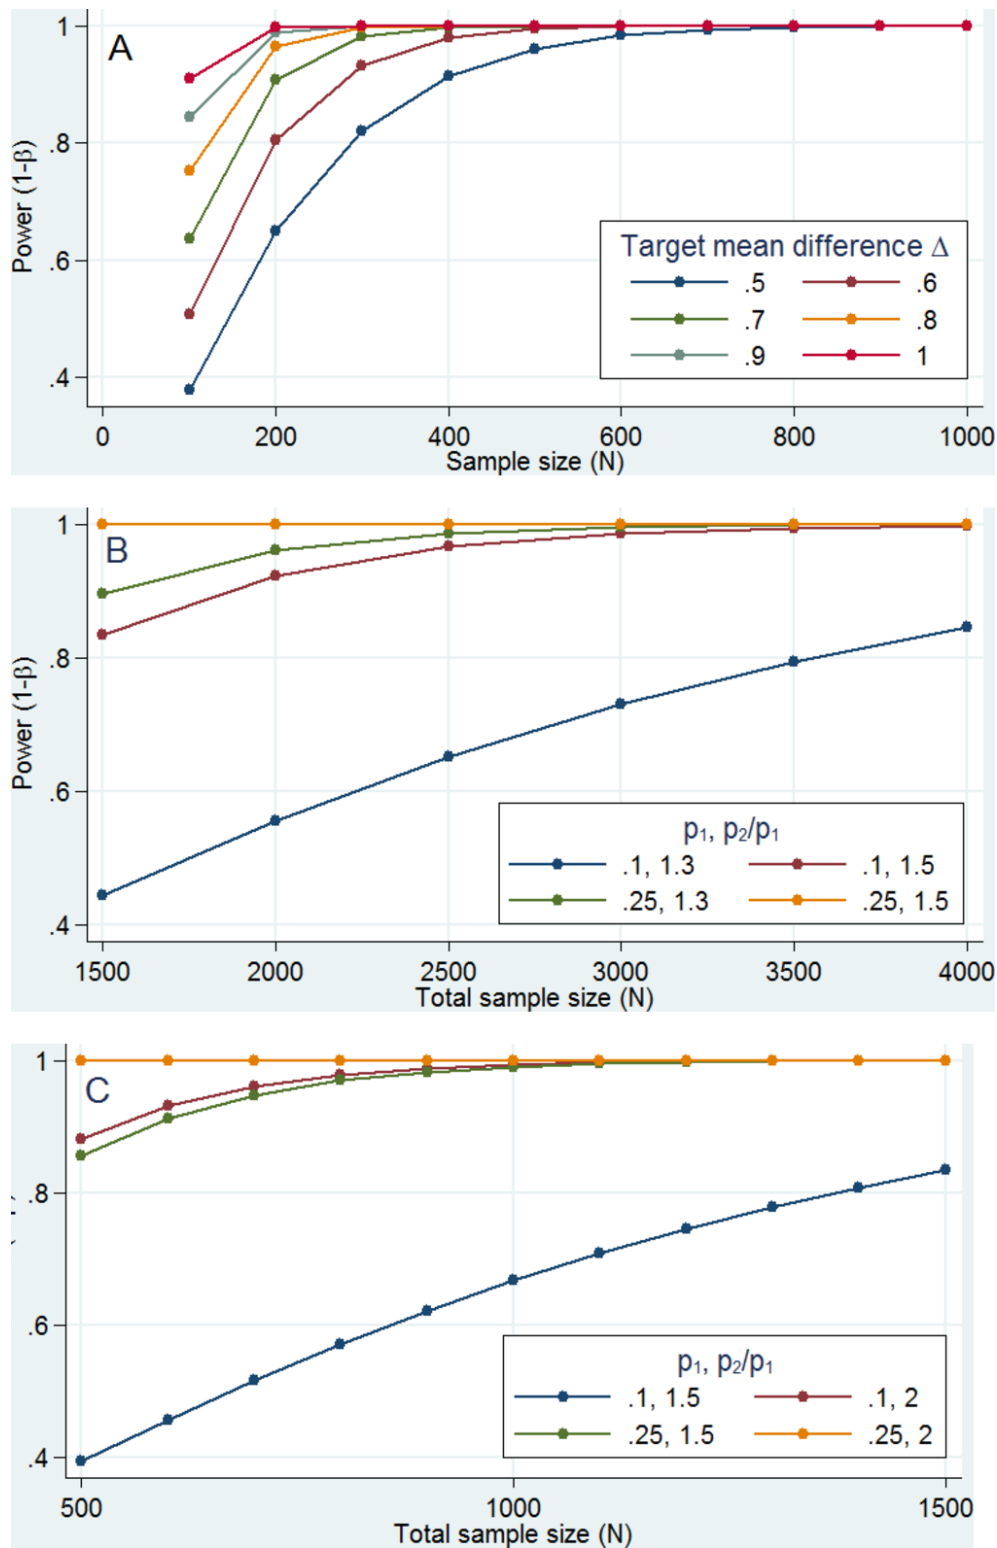 A
1
.8
.6
.4
Power (1-β)
0 200 400 600 800 1000
Sample size (N)
Target mean difference Δ
.5 .6
.7 .8
.9 1
B
1
.8
.6
.4
Power (1-β)
1500 2000 2500 3000 3500 4000
Total sample size (N)
p₁, p₂/p₁
.1, 1.3 .1, 1.5
.25, 1.3 .25, 1.5
C
1
.8
.6
.4
500 1000 1500
Total sample size (N)
p₁, p₂/p₁
.1, 1.5 .1, 2
.25, 1.5 .25, 2